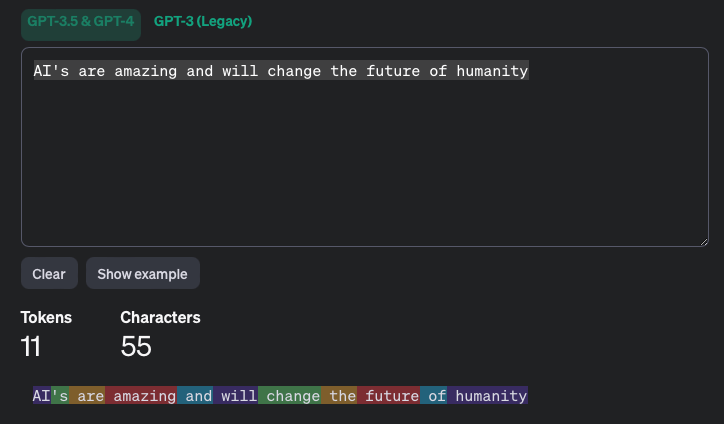 GPT-3.5 & GPT-4 GPT-3 (Legacy)
AI's are amazing and will change the future of humanity
Clear Show example
Tokens Characters
11 55
AI's are amazing and will change the future of humanity